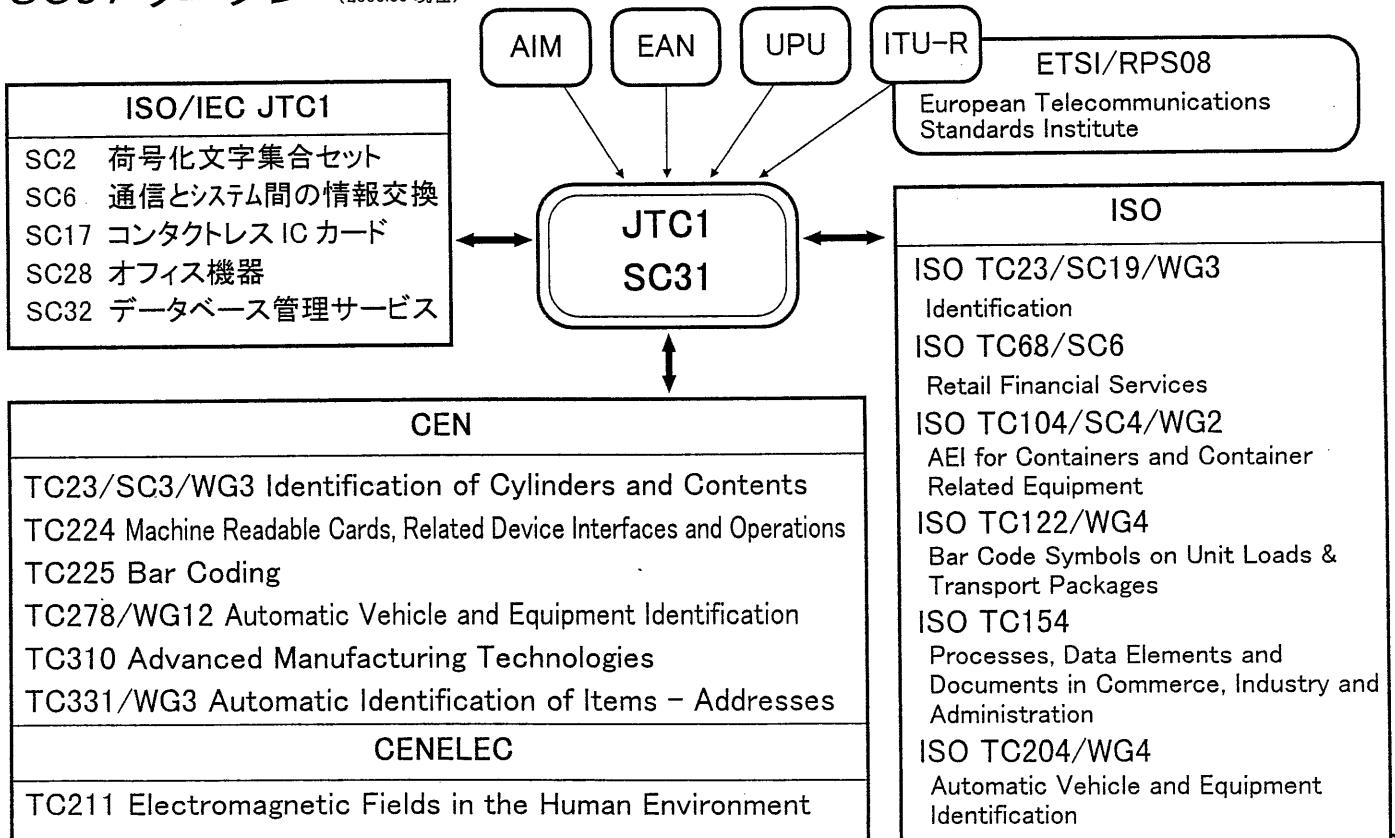 AIM
EAN
UPU
ITU-R
ETSI/RPS08
European Telecommunications
Standards Institute
ISO/IEC JTC1
SC2 荷号化文字集合セット
SC6 通信とシステム間の情報交換
SC17 コンタクトレス IC カード
SC28 オフィス機器
SC32 データベース管理サービス
JTC1
SC31
ISO
ISO TC23/SC19/WG3
Identification
ISO TC68/SC6
Retail Financial Services
ISO TC104/SC4/WG2
AEI for Containers and Container
Related Equipment
ISO TC122/WG4
Bar Code Symbols on Unit Loads &
Transport Packages
ISO TC154
Processes, Data Elements and
Documents in Commerce, Industry and
Administration
ISO TC204/WG4
Automatic Vehicle and Equipment
Identification
CEN
TC23/SC3/WG3 Identification of Cylinders and Contents
TC224 Machine Readable Cards, Related Device Interfaces and Operations
TC225 Bar Coding
TC278/WG12 Automatic Vehicle and Equipment Identification
TC310 Advanced Manufacturing Technologies
TC331/WG3 Automatic Identification of Items - Addresses
CENELEC
TC211 Electromagnetic Fields in the Human Environment